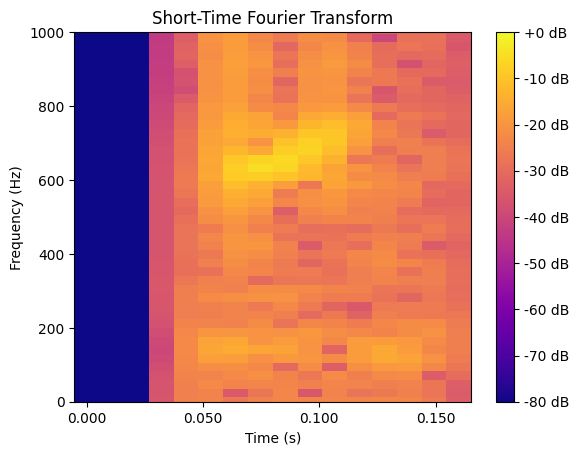 Short-Time Fourier Transform
1000
800
600
400
200
0
Frequency (Hz)
0.000
0.050
0.100
0.150
Time (s)
+0 dB
-10 dB
-20 dB
-30 dB
-40 dB
-50 dB
-60 dB
-70 dB
-80 dB